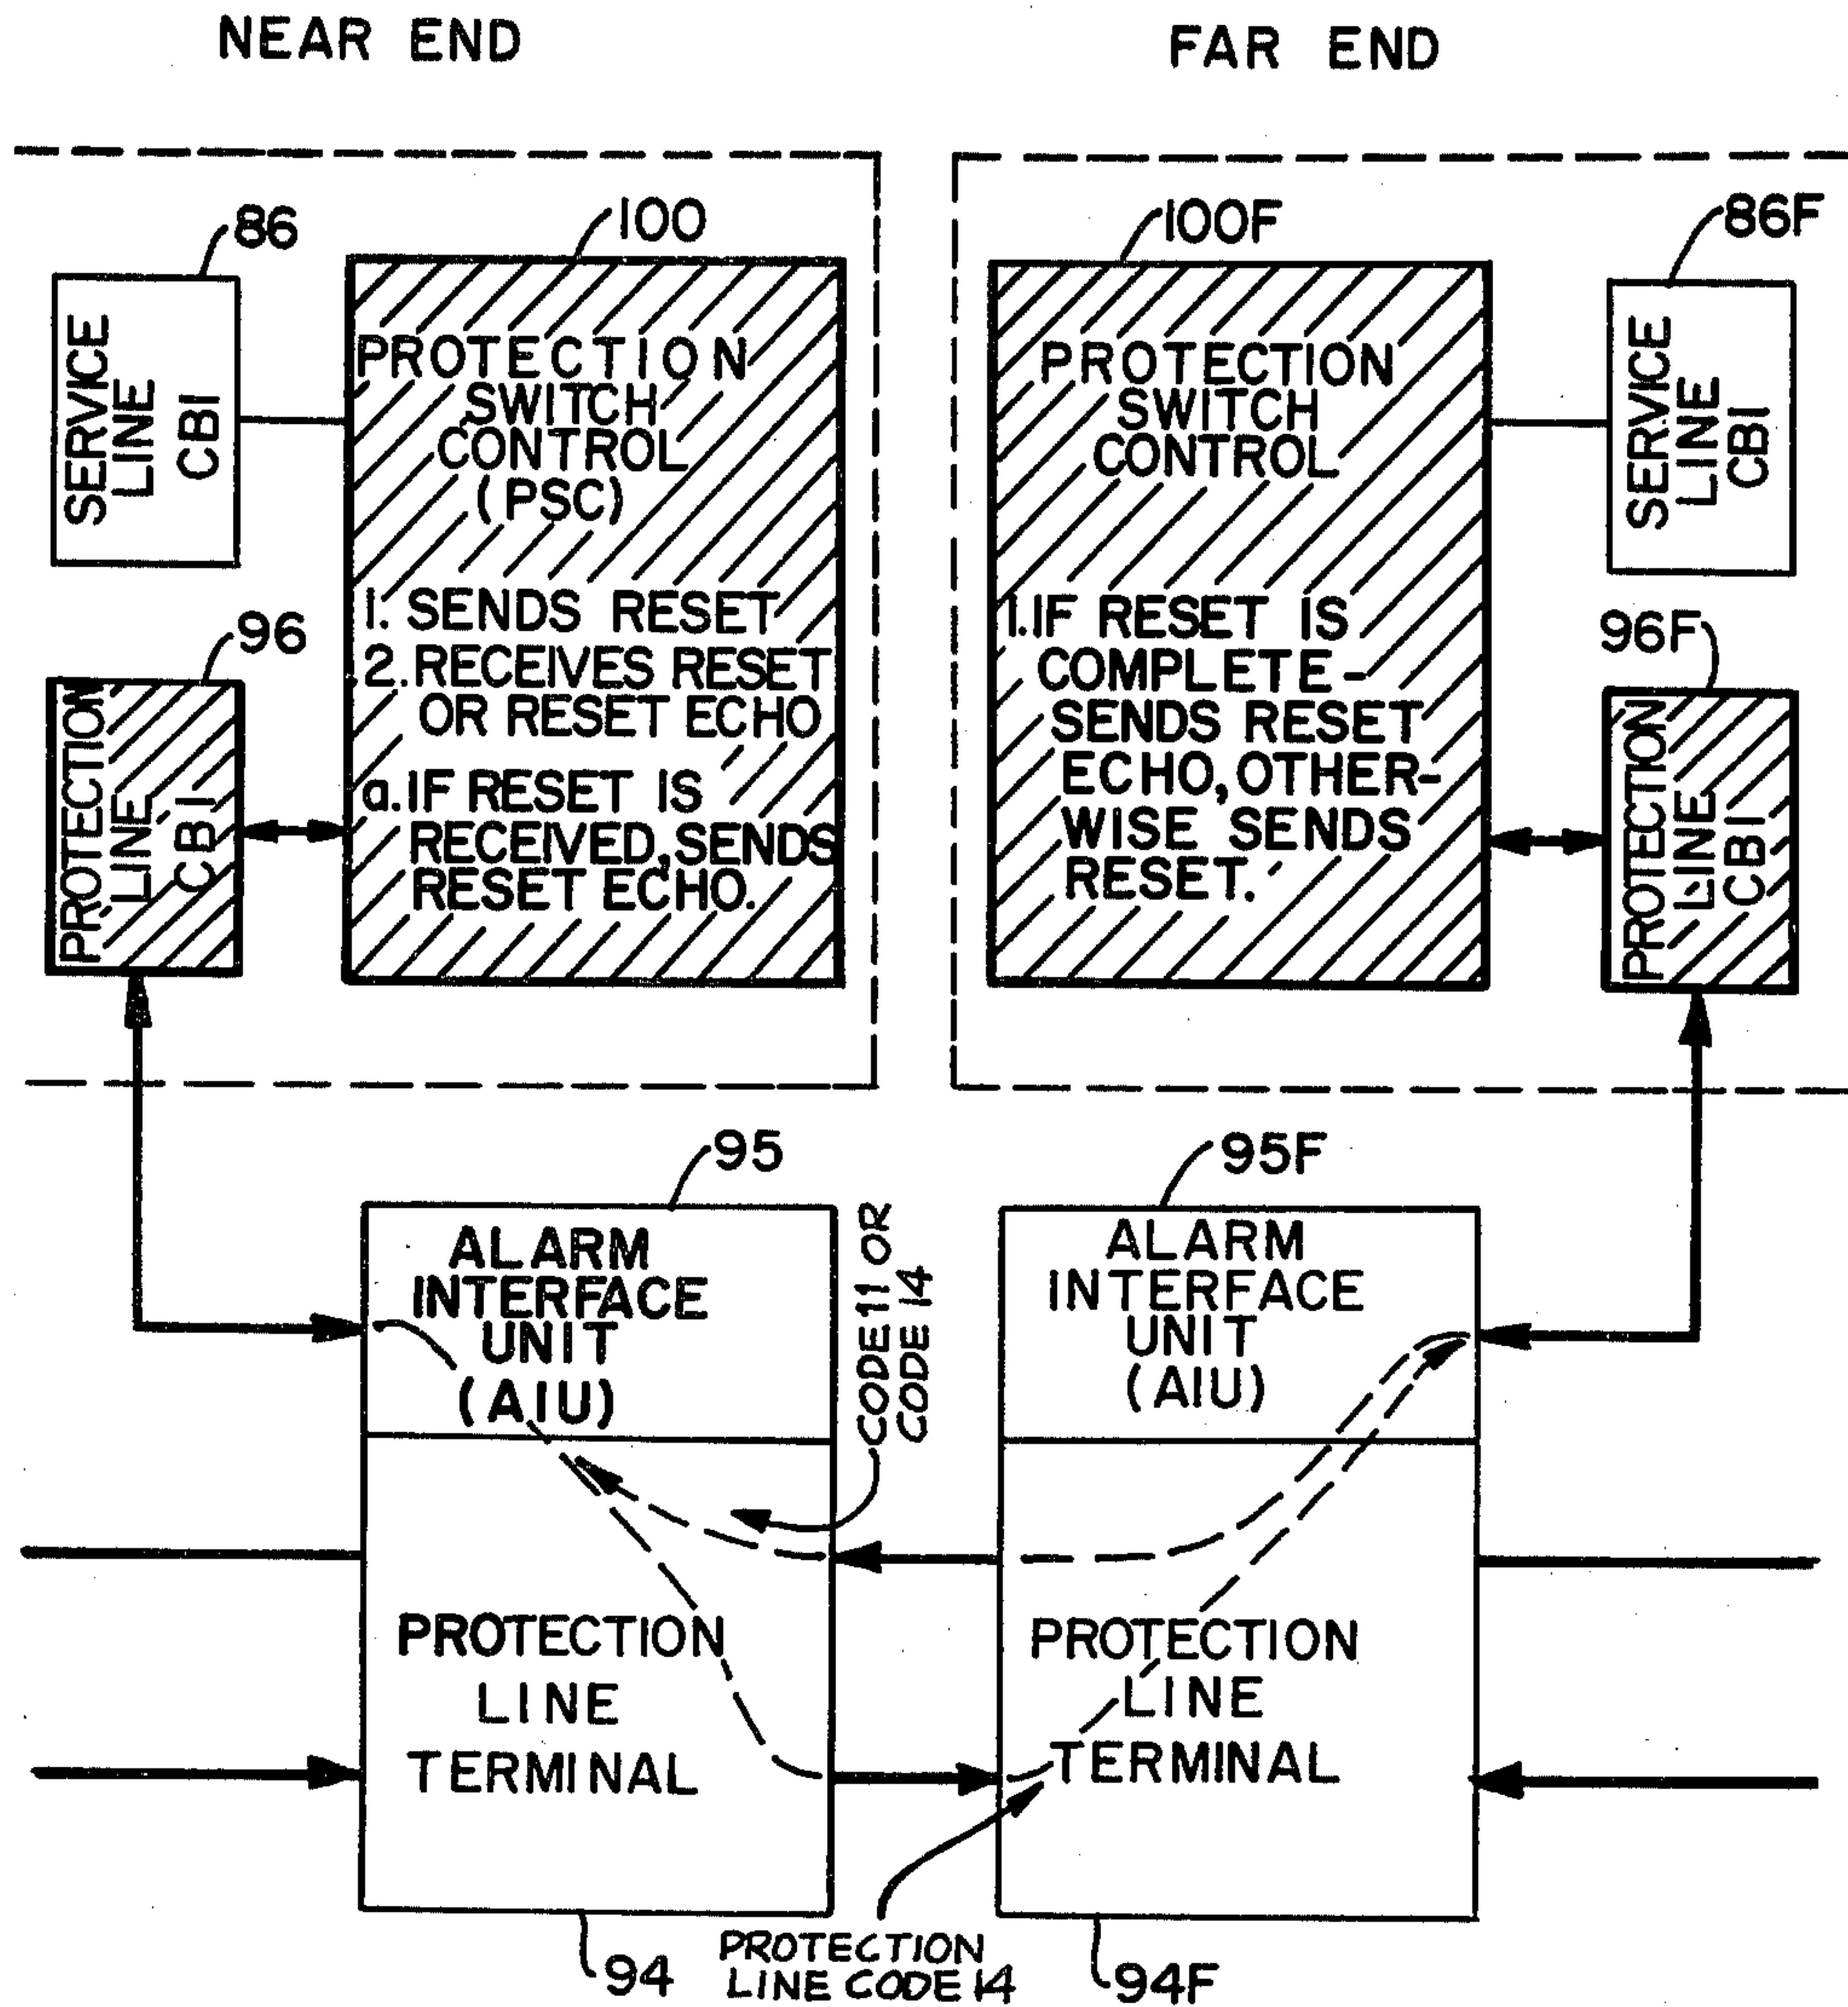 NEAR END
FAR END
86
100
100F
86F
SERVICE
LINE
CBI
PROTECTION
SWITCH
CONTROL
(PSC)
1. SENDS RESET
2. RECEIVES RESET
OR RESET ECHO
a. IF RESET IS
RECEIVED, SENDS
RESET ECHO.
PROTECTION
SWITCH
CONTROL
1. IF RESET IS
COMPLETE-
SENDS RESET
ECHO, OTHER-
WISE SENDS
RESET.
SERVICE
LINE
CBI
96
PROTECTION
LINE
CBI
96F
PROTECTION
LINE
CBI
95
ALARM
INTERFACE
UNIT
(AIU)
CODE 11 OR
CODE 14
95F
ALARM
INTERFACE
UNIT
(AIU)
PROTECTION
LINE
TERMINAL
PROTECTION
LINE
TERMINAL
94
PROTECTION
LINE CODE 14
94F